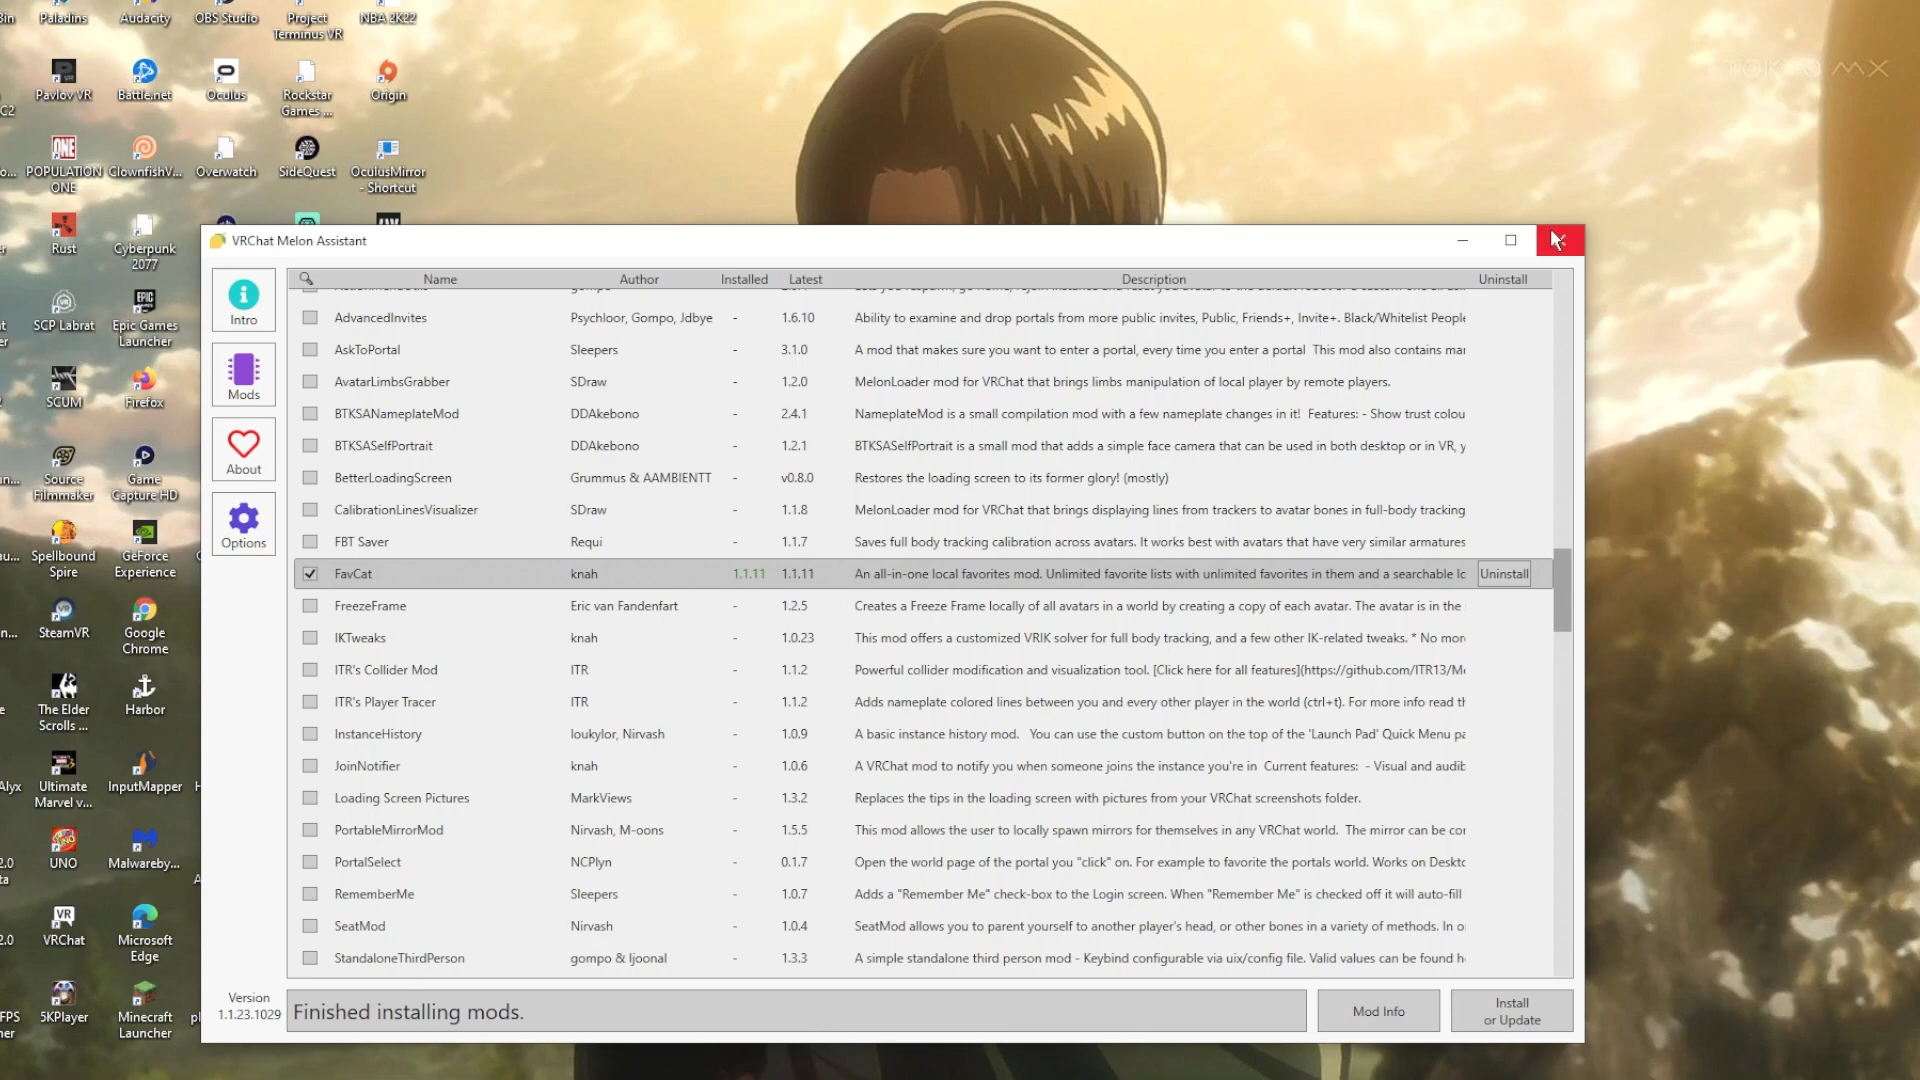 Paladins
Audacity
OBS Studio
Project
Terminus VR
NBA 2K22
TOKYO MX
Pavlov VR
Battle.net
Oculus
Rockstar
Games ...
Origin
C2
POPULATION
ONE
ClownfishV...
Overwatch
SideQuest
OculusMirror
- Shortcut
Rust
Cyberpunk
2077
SCP Labrat
Epic Games
Launcher
SCUM
Firefox
Source
Filmmaker
Game
Capture HD
Spellbound
Spire
GeForce
Experience
SteamVR
Google
Chrome
The Elder
Scrolls ...
Harbor
Alyx
Ultimate
Marvel v...
InputMapper
2.0
UNO
Malwareby...
2.0
VRChat
Microsoft
Edge
FPS
5KPlayer
Minecraft
Launcher
VRChat Melon Assistant
Intro
Mods
About
Options
Name Author Installed Latest Description Uninstall
AdvancedInvites Psychloor, Gompo, Jdbye - 1.6.10 Ability to examine and drop portals from more public invites, Public, Friends+, Invite+. Black/Whitelist People
AskToPortal Sleepers - 3.1.0 A mod that makes sure you want to enter a portal, every time you enter a portal This mod also contains mai
AvatarLimbsGrabber SDraw - 1.2.0 MelonLoader mod for VRChat that brings limbs manipulation of local player by remote players.
BTKSANameplateMod DDAkebono - 2.4.1 NameplateMod is a small compilation mod with a few nameplate changes in it! Features: - Show trust colou
BTKSASelfPortrait DDAkebono - 1.2.1 BTKSASelfPortrait is a small mod that adds a simple face camera that can be used in both desktop or in VR, y
BetterLoadingScreen Grummus & AAMBIENTT - v0.8.0 Restores the loading screen to its former glory! (mostly)
CalibrationLinesVisualizer SDraw - 1.1.8 MelonLoader mod for VRChat that brings displaying lines from trackers to avatar bones in full-body tracking
FBT Saver Requi - 1.1.7 Saves full body tracking calibration across avatars. It works best with avatars that have very similar armatures
FavCat knah 1.1.11 1.1.11 An all-in-one local favorites mod. Unlimited favorite lists with unlimited favorites in them and a searchable lc Uninstall
FreezeFrame Eric van Fandenfart - 1.2.5 Creates a Freeze Frame locally of all avatars in a world by creating a copy of each avatar. The avatar is in the
IKTweaks knah - 1.0.23 This mod offers a customized VRIK solver for full body tracking, and a few other IK-related tweaks. * No more
ITR's Collider Mod ITR - 1.1.2 Powerful collider modification and visualization tool. [Click here for all features](https://github.com/ITR13/Me
ITR's Player Tracer ITR - 1.1.2 Adds nameplate colored lines between you and every other player in the world (ctrl+t). For more info read th
InstanceHistory loukylor, Nirvash - 1.0.9 A basic instance history mod. You can use the custom button on the top of the 'Launch Pad' Quick Menu pa
JoinNotifier knah - 1.0.6 A VRChat mod to notify you when someone joins the instance you're in Current features: - Visual and audib
Loading Screen Pictures MarkViews - 1.3.2 Replaces the tips in the loading screen with pictures from your VRChat screenshots folder.
PortableMirrorMod Nirvash, M-oons - 1.5.5 This mod allows the user to locally spawn mirrors for themselves in any VRChat world. The mirror can be cor
PortalSelect NCPlyn - 0.1.7 Open the world page of the portal you "click" on. For example to favorite the portals world. Works on Deskto
RememberMe Sleepers - 1.0.7 Adds a "Remember Me" check-box to the Login screen. When "Remember Me" is checked off it will auto-fill
SeatMod Nirvash - 1.0.4 SeatMod allows you to parent yourself to another player's head, or other bones in a variety of methods. In o
StandaloneThirdPerson gompo & ljoonal - 1.3.3 A simple standalone third person mod - Keybind configurable via uix/config file. Valid values can be found h
Version
1.1.23.1029
Finished installing mods.
Mod Info
Install
or Update